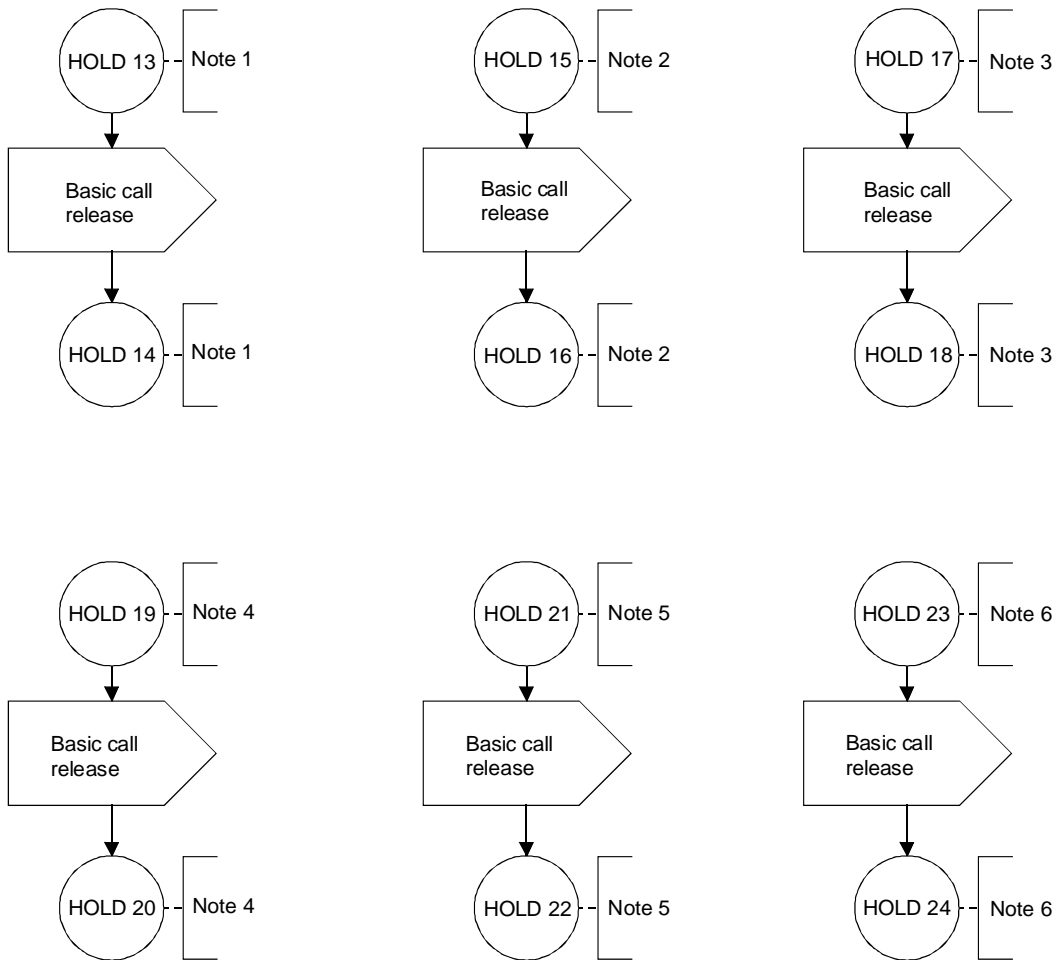 HOLD 13 Note 1
Basic call
release
HOLD 14 Note 1
HOLD 15 Note 2
Basic call
release
HOLD 16 Note 2
HOLD 17 Note 3
Basic call
release
HOLD 18 Note 3
HOLD 19 Note 4
Basic call
release
HOLD 20 Note 4
HOLD 21 Note 5
Basic call
release
HOLD 22 Note 5
HOLD 23 Note 6
Basic call
release
HOLD 24 Note 6